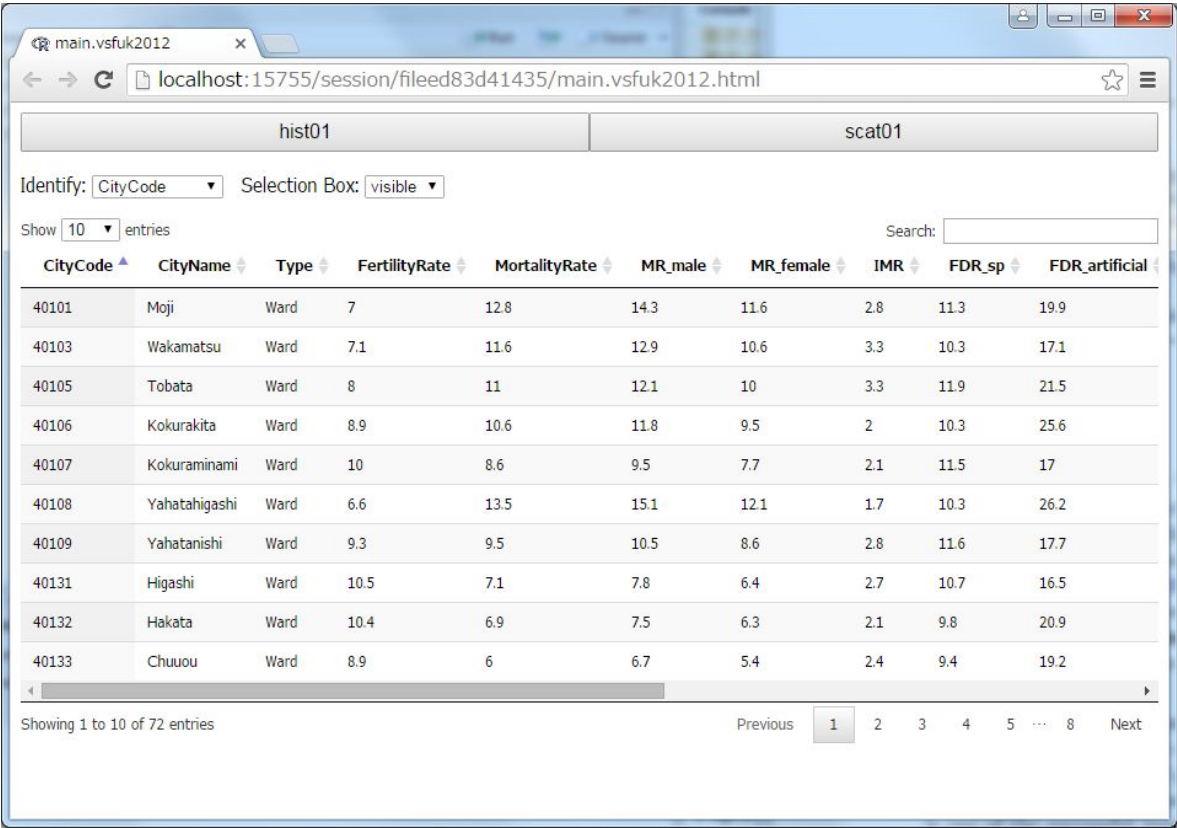 main.vsfuk2012
localhost:15755/session/fileed83d41435/main.vsfuk2012.html
hist01 scat01
Identify: CityCode Selection Box: visible
Show 10 entries Search:
CityCode CityName Type FertilityRate MortalityRate MR_male MR_female IMR FDR_sp FDR_artificial
40101 Moji Ward 7 12.8 14.3 11.6 2.8 11.3 19.9
40103 Wakamatsu Ward 7.1 11.6 12.9 10.6 3.3 10.3 17.1
40105 Tobata Ward 8 11 12.1 10 3.3 11.9 21.5
40106 Kokurakita Ward 8.9 10.6 11.8 9.5 2 10.3 25.6
40107 Kokuraminami Ward 10 8.6 9.5 7.7 2.1 11.5 17
40108 Yahatahigashi Ward 6.6 13.5 15.1 12.1 1.7 10.3 26.2
40109 Yahatanishi Ward 9.3 9.5 10.5 8.6 2.8 11.6 17.7
40131 Higashi Ward 10.5 7.1 7.8 6.4 2.7 10.7 16.5
40132 Hakata Ward 10.4 6.9 7.5 6.3 2.1 9.8 20.9
40133 Chuuou Ward 8.9 6 6.7 5.4 2.4 9.4 19.2
Showing 1 to 10 of 72 entries Previous 1 2 3 4 5 ... 8 Next